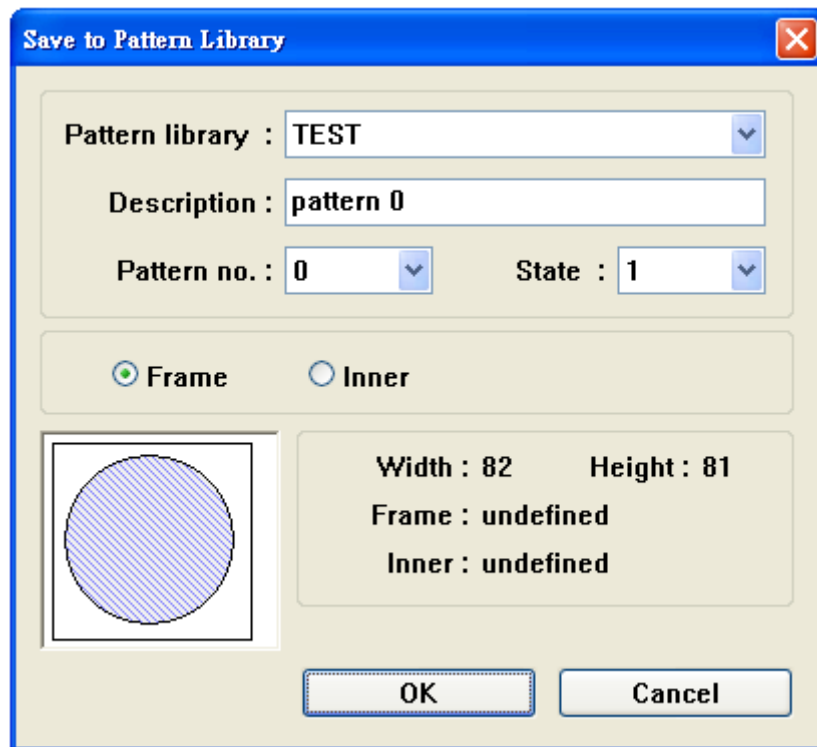 Save to Pattern Library
Pattern library : TEST
Description : pattern 0
Pattern no. : 0 State : 1
Frame Inner
Width : 82 Height : 81
Frame : undefined
Inner : undefined
OK Cancel